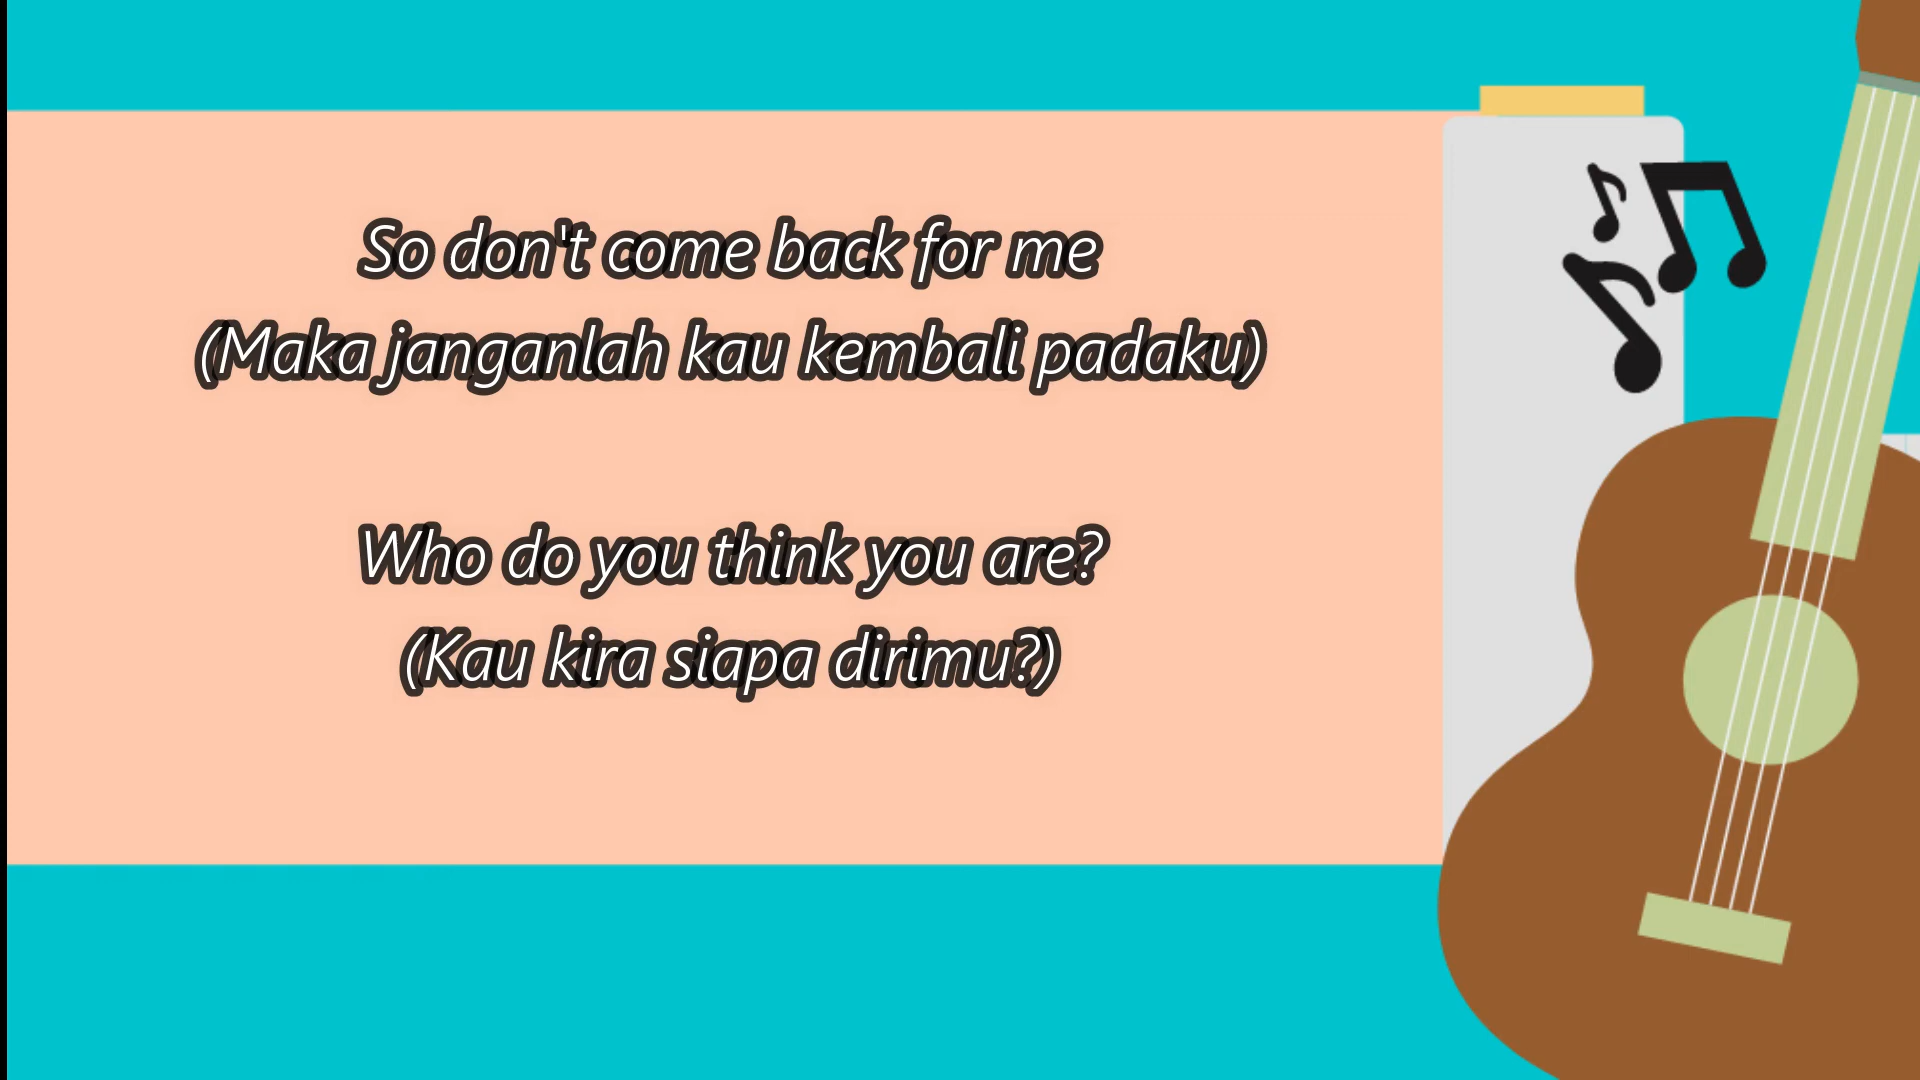 So don't come back for me
(Maka janganlah kau kembali padaku)
Who do you think you are?
(Kau kira siapa dirimu?)